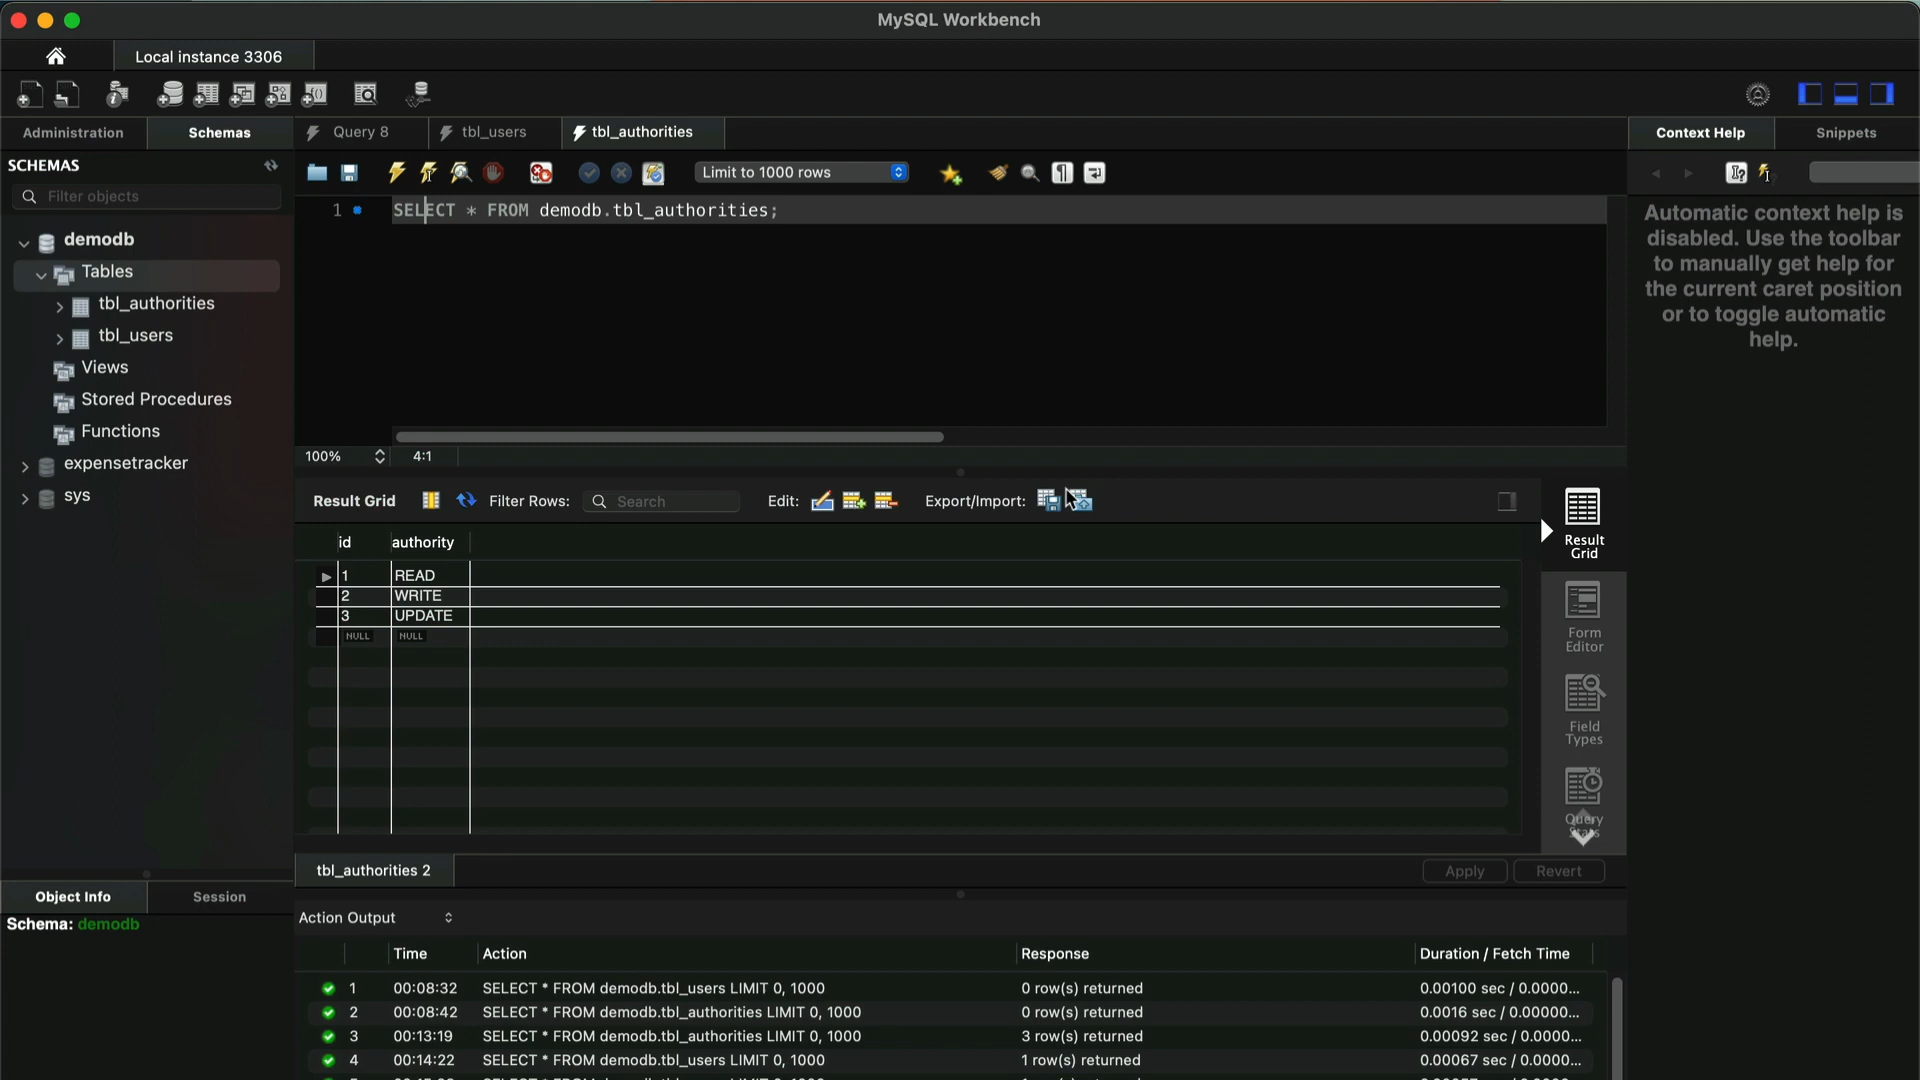 MySQL Workbench
Local instance 3306
Administration
Schemas
Query 8
tbl_users
tbl_authorities
Context Help
Snippets
SCHEMAS
Filter objects
Limit to 1000 rows
1 SELECT * FROM demodb.tbl_authorities;
demodb
Tables
tbl_authorities
tbl_users
Views
Stored Procedures
Functions
expensetracker
sys
Automatic context help is
disabled. Use the toolbar
to manually get help for
the current caret position
or to toggle automatic
help.
100% 4:1
Result Grid Filter Rows: Search Edit: Export/Import:
id authority
1 READ
2 WRITE
3 UPDATE
NULL NULL
Result
Grid
Form
Editor
Field
Types
Query
tbl_authorities 2
Apply Revert
Object Info Session
Schema: demodb
Action Output
Time Action Response Duration / Fetch Time
1 00:08:32 SELECT * FROM demodb.tbl_users LIMIT 0, 1000 0 row(s) returned 0.00100 sec / 0.0000...
2 00:08:42 SELECT * FROM demodb.tbl_authorities LIMIT 0, 1000 0 row(s) returned 0.0016 sec / 0.00000...
3 00:13:19 SELECT * FROM demodb.tbl_authorities LIMIT 0, 1000 3 row(s) returned 0.00092 sec / 0.0000...
4 00:14:22 SELECT * FROM demodb.tbl_users LIMIT 0, 1000 1 row(s) returned 0.00067 sec / 0.0000...